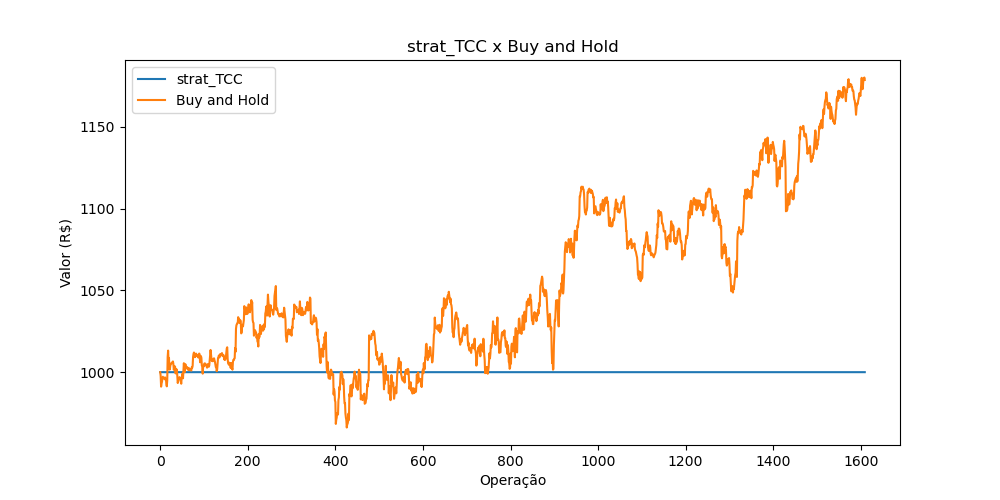 strat_TCC x Buy and Hold
strat_TCC
Buy and Hold
Valor (R$)
1150
1100
1050
1000
0 200 400 600 800 1000 1200 1400 1600
Operação